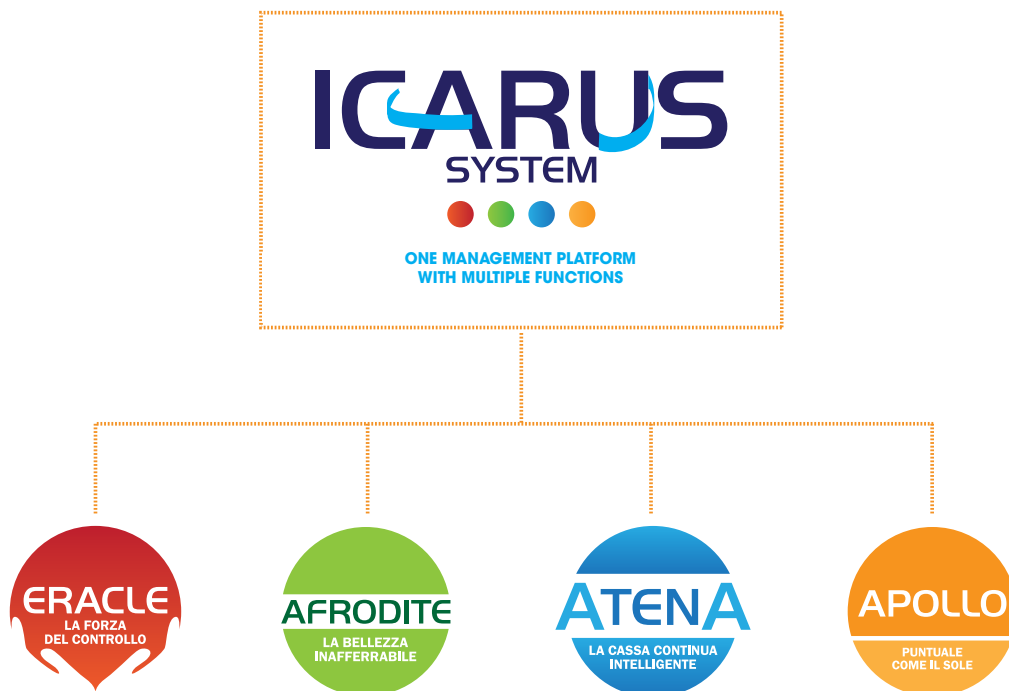 ICARUS
SYSTEM
ONE MANAGEMENT PLATFORM
WITH MULTIPLE FUNCTIONS
ERACLE
LA FORZA
DEL CONTROLLO
AFRODITE
LA BELLEZZA
INAFFERRABILE
ATENA
LA CASSA CONTINUA
INTELLIGENTE
APOLLO
PUNTUALE
COME IL SOLE